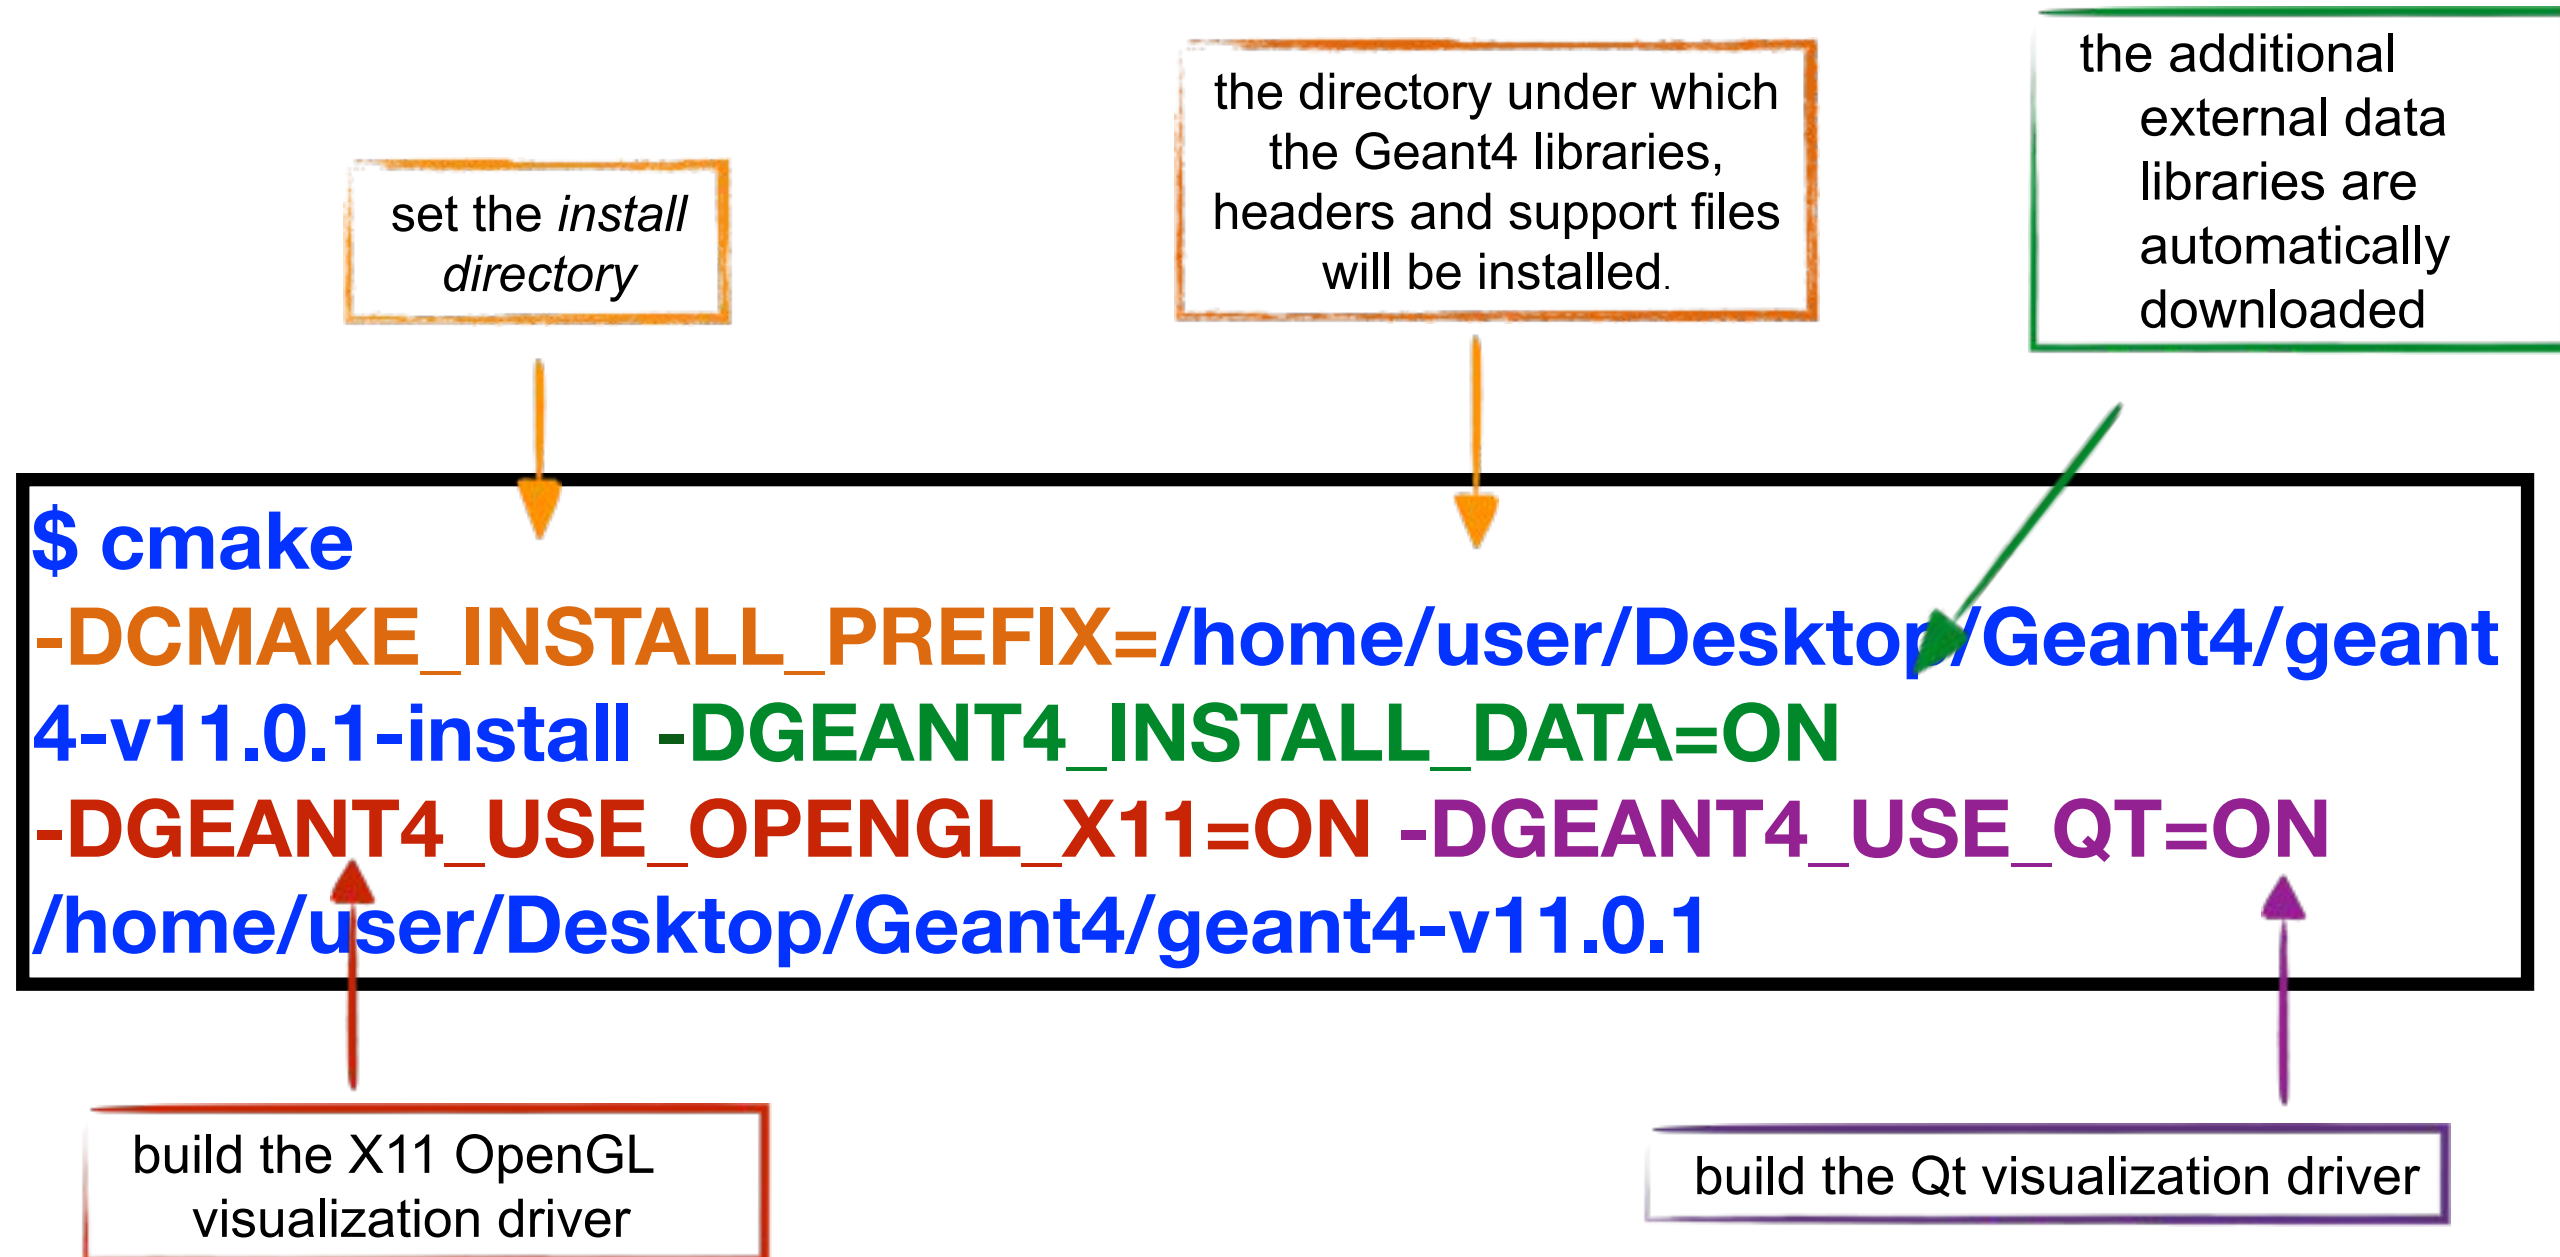 set the install
directory
the directory under which
the Geant4 libraries,
headers and support files
will be installed.
the additional
external data
libraries are
automatically
downloaded
$ cmake
-DCMAKE_INSTALL_PREFIX=/home/user/Desktop/Geant4/geant
4-v11.0.1-install -DGEANT4_INSTALL_DATA=ON
-DGEANT4_USE_OPENGL_X11=ON -DGEANT4_USE_QT=ON
/home/user/Desktop/Geant4/geant4-v11.0.1
build the X11 OpenGL
visualization driver
build the Qt visualization driver